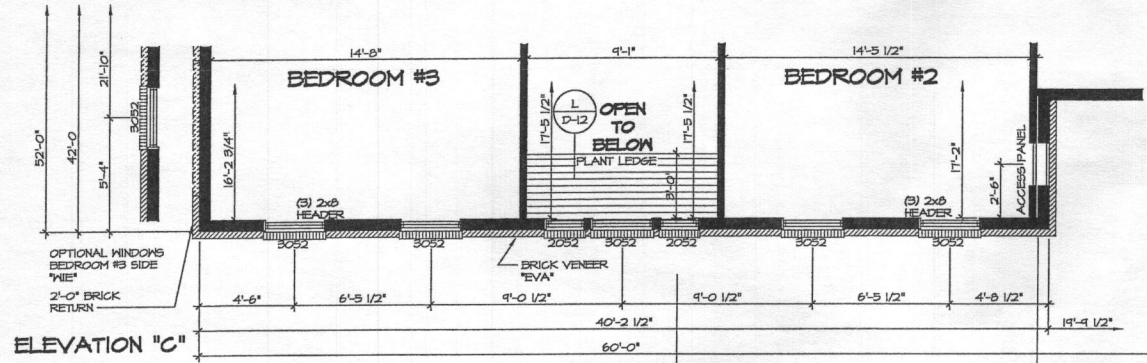 14'-8"
9'-1"
14'-5 1/2"
BEDROOM #3
BEDROOM #2
52'-0"
42'-0
21'-10"
3052
5'-4"
16'-2 3/4"
17'-5 1/2"
L
D-12
OPEN
TO
BELOW
17'-5 1/2"
PLANT LEDGE
3'-0"
17'-2"
2'-6"
ACCESS PANEL
(3) 2x8
HEADER
(3) 2x8
HEADER
3052
3052
2052
3052
2052
3052
3052
OPTIONAL WINDOWS
BEDROOM #3 SIDE
"WIE"
2'-0" BRICK
RETURN
BRICK VENEER
"EVA"
4'-6"
6'-5 1/2"
9'-0 1/2"
9'-0 1/2"
6'-5 1/2"
4'-8 1/2"
40'-2 1/2"
19'-9 1/2"
ELEVATION "C"
60'-0"